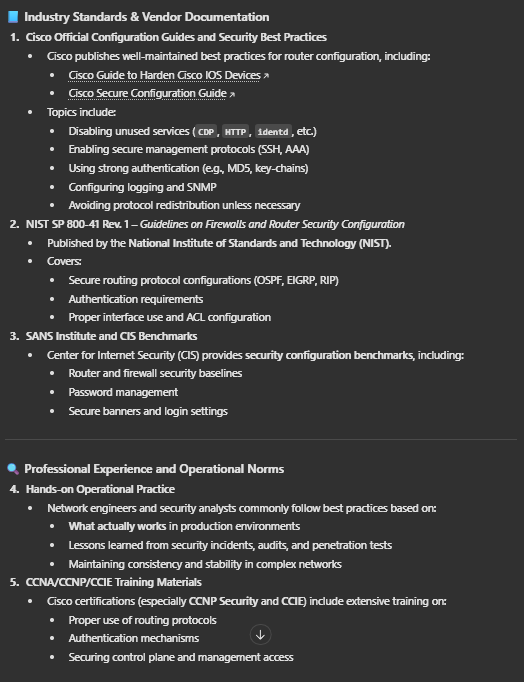 Industry Standards & Vendor Documentation
1. Cisco Official Configuration Guides and Security Best Practices
• Cisco publishes well-maintained best practices for router configuration, including:
• Cisco Guide to Harden Cisco IOS Devices ↗
• Cisco Secure Configuration Guide ↗
• Topics include:
• Disabling unused services (CDP, HTTP, identd, etc.)
• Enabling secure management protocols (SSH, AAA)
• Using strong authentication (e.g., MD5, key-chains)
• Configuring logging and SNMP
• Avoiding protocol redistribution unless necessary
2. NIST SP 800-41 Rev. 1 – Guidelines on Firewalls and Router Security Configuration
• Published by the National Institute of Standards and Technology (NIST).
• Covers:
• Secure routing protocol configurations (OSPF, EIGRP, RIP)
• Authentication requirements
• Proper interface use and ACL configuration
3. SANS Institute and CIS Benchmarks
• Center for Internet Security (CIS) provides security configuration benchmarks, including:
• Router and firewall security baselines
• Password management
• Secure banners and login settings
Professional Experience and Operational Norms
4. Hands-on Operational Practice
• Network engineers and security analysts commonly follow best practices based on:
• What actually works in production environments
• Lessons learned from security incidents, audits, and penetration tests
• Maintaining consistency and stability in complex networks
5. CCNA/CCNP/CCIE Training Materials
• Cisco certifications (especially CCNP Security and CCIE) include extensive training on:
• Proper use of routing protocols
• Authentication mechanisms
• Securing control plane and management access